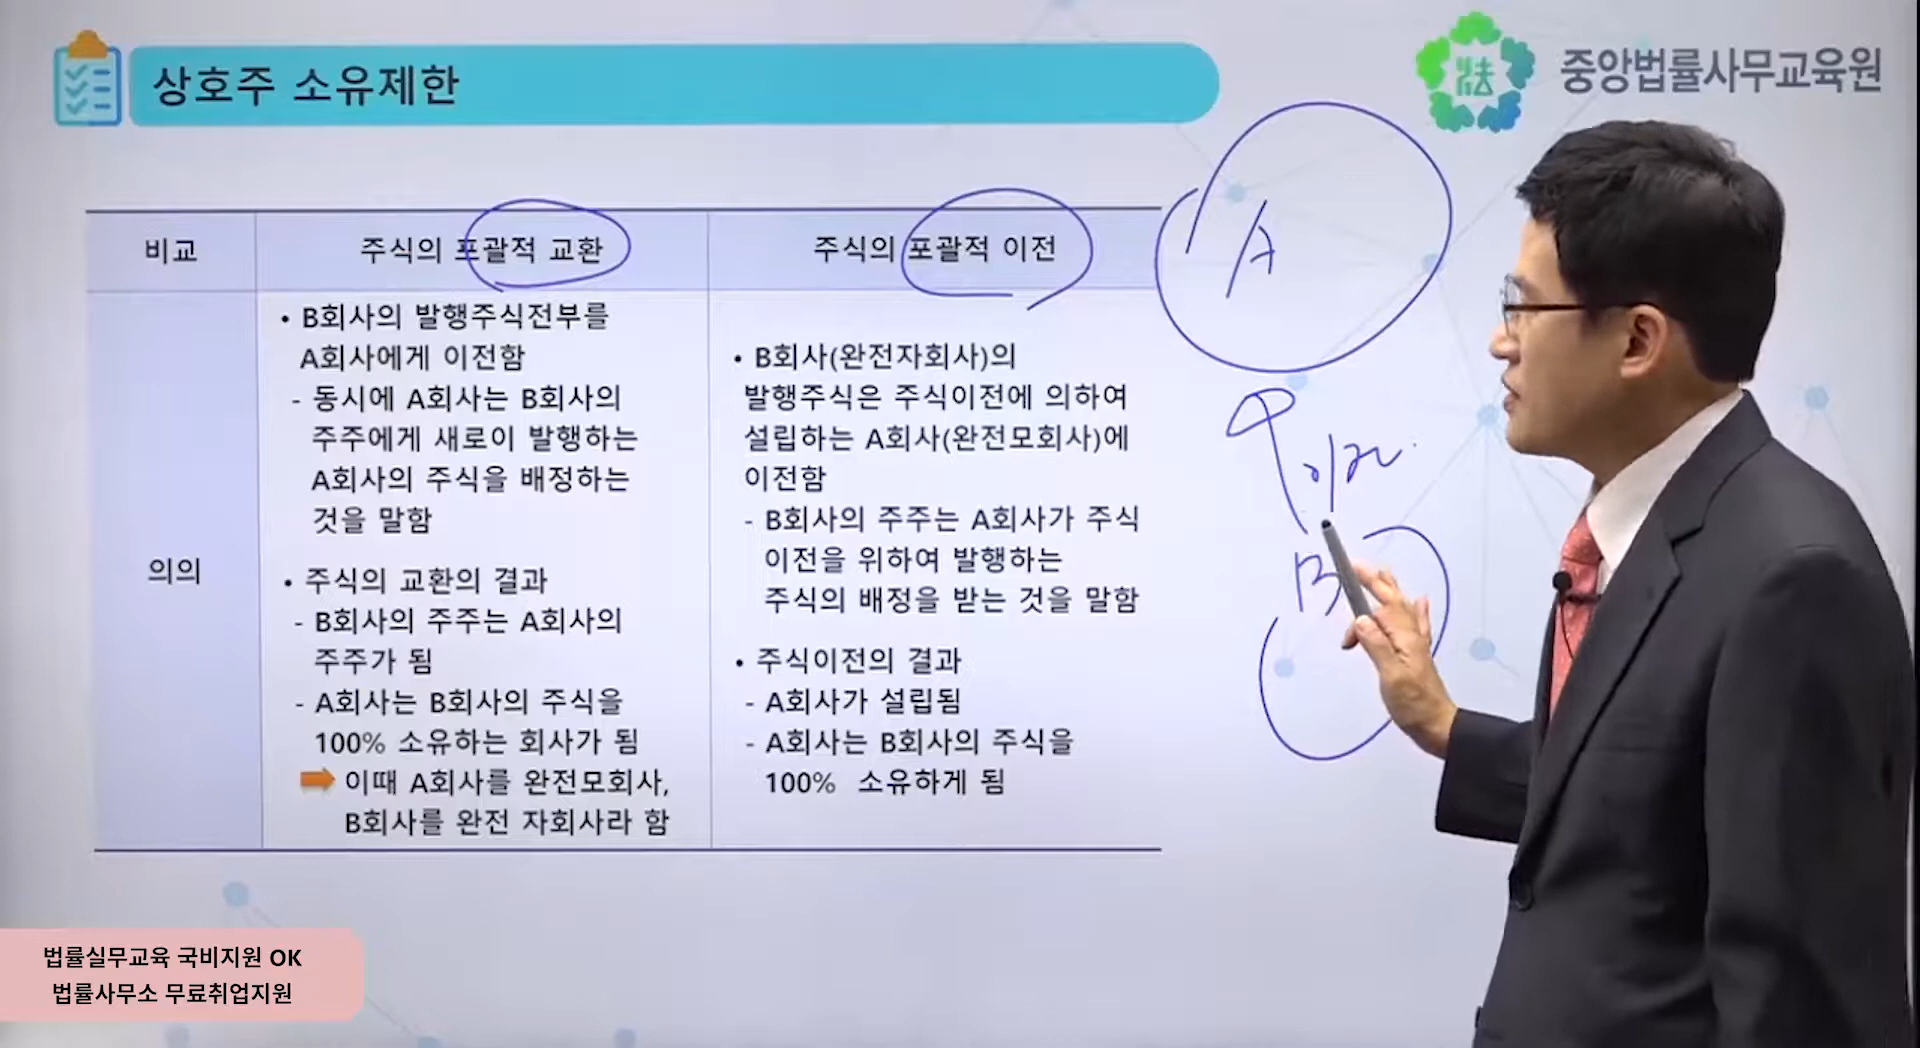 상호주 소유제한
중앙법률사무교육원
法
비교
주식의 포괄적 교환
주식의 포괄적 이전
의의
• B회사의 발행주식전부를
A회사에게 이전함
- 동시에 A회사는 B회사의
주주에게 새로이 발행하는
A회사의 주식을 배정하는
것을 말함
• 주식의 교환의 결과
- B회사의 주주는 A회사의
주주가 됨
- A회사는 B회사의 주식을
100% 소유하는 회사가 됨
이때 A회사를 완전모회사,
B회사를 완전 자회사라 함
• B회사(완전자회사)의
발행주식은 주식이전에 의하여
설립하는 A회사(완전모회사)에
이전함
- B회사의 주주는 A회사가 주식
이전을 위하여 발행하는
주식의 배정을 받는 것을 말함
• 주식이전의 결과
- A회사가 설립됨
- A회사는 B회사의 주식을
100% 소유하게 됨
A
이전
B
법률실무교육 국비지원 OK
법률사무소 무료취업지원